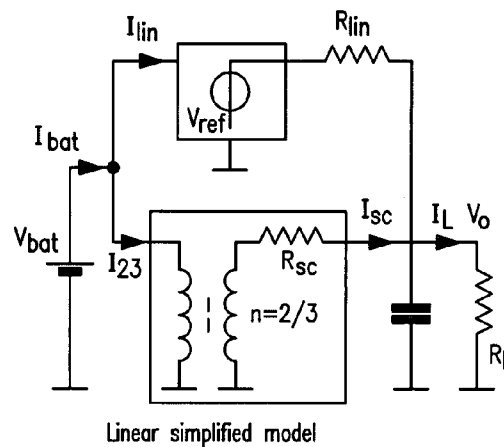 I_lin
R_lin
V_ref
I_bat
V_bat
I_23
R_sc
n=2/3
I_sc
I_L
V_o
Linear simplified model